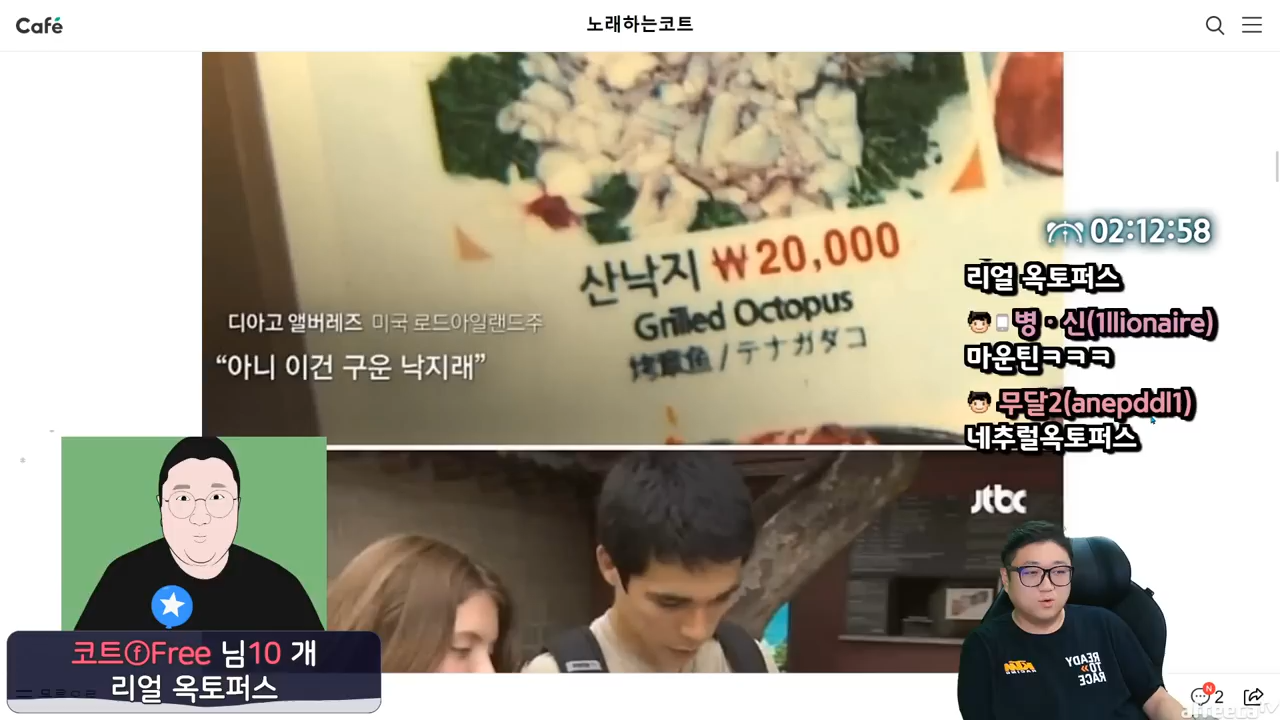 Café
노래하는코트
산낙지 ₩20,000
Grilled Octopus
烤章鱼 / テナガダコ
디아고 앨버레즈 미국 로드아일랜드주
“아니 이건 구운 낙지래”
02:12:58
리얼 옥토퍼스
병·신(1llionaire)
마운틴ㅋㅋㅋ
무달2(anepddl1)
네추럴옥토퍼스
jtbc
코트ⓕFree 님10 개
리얼 옥토퍼스
KTM
READY
TO
RACE
N
2
afreecaTV